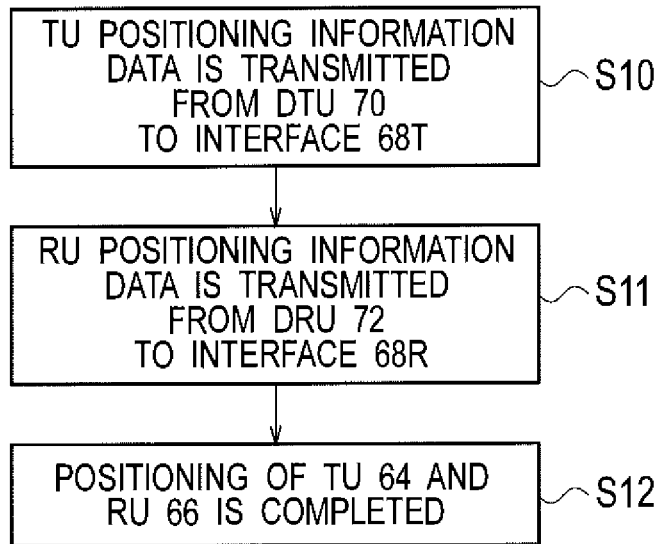 TU POSITIONING INFORMATION
DATA IS TRANSMITTED
FROM DTU 70
TO INTERFACE 68T
S10
RU POSITIONING INFORMATION
DATA IS TRANSMITTED
FROM DRU 72
TO INTERFACE 68R
S11
POSITIONING OF TU 64 AND
RU 66 IS COMPLETED
S12